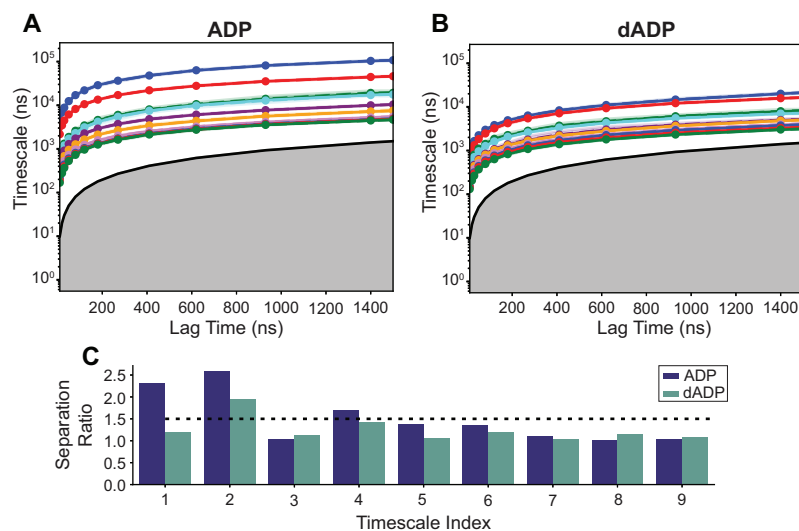 A
ADP
Timescale (ns)
10⁵
10⁴
10³
10²
10¹
10⁰
200 400 600 800 1000 1200 1400
Lag Time (ns)
B
dADP
Timescale (ns)
10⁵
10⁴
10³
10²
10¹
10⁰
200 400 600 800 1000 1200 1400
Lag Time (ns)
C
Separation
Ratio
2.5
2.0
1.5
1.0
0.5
0.0
ADP
dADP
1 2 3 4 5 6 7 8 9
Timescale Index